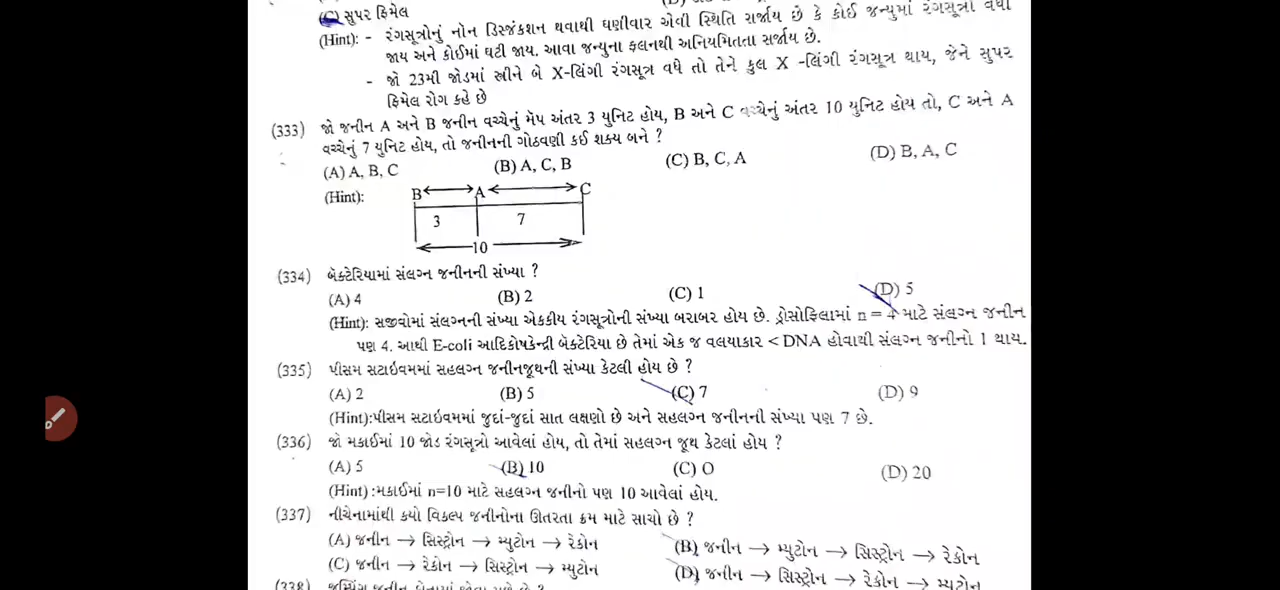 (C) સુપર ફિમેલ
(Hint): - રંગસૂત્રોનું નૉન ડિસ્જંક્શન થવાથી ઘણીવાર એવી સ્થિતિ સર્જાય છે કે કોઈ જન્યુમાં રંગસૂત્રો વધી
જાય અને કોઈમાં ઘટી જાય. આવા જન્યુના ફલનથી અનિયમિતતા સર્જાય છે.
- જો 23મી જોડમાં સ્ત્રીને બે X-લિંગી રંગસૂત્ર વધે તો તેને કુલ X -લિંગી રંગસૂત્ર થાય, જેને સુપર
ફિમેલ રોગ કહે છે
(333) જો જનીન A અને B જનીન વચ્ચેનું મૅપ અંતર 3 યુનિટ હોય, B અને C વચ્ચેનું અંતર 10 યુનિટ હોય તો, C અને A
વચ્ચેનું 7 યુનિટ હોય, તો જનીનની ગોઠવણી કઈ શક્ય બને ?
(A) A, B, C (B) A, C, B (C) B, C, A (D) B, A, C
(Hint): B A C
3 7
10
(334) બૅક્ટેરિયામાં સંલગ્ન જનીનની સંખ્યા ?
(A) 4 (B) 2 (C) 1 (D) 5
(Hint): સજીવોમાં સંલગ્નની સંખ્યા એકકીય રંગસૂત્રોની સંખ્યા બરાબર હોય છે. ડ્રોસોફિલામાં n = 4 માટે સંલગ્ન જનીન
પણ 4. આથી E-coli આદિકોષકેન્દ્રી બૅક્ટેરિયા છે તેમાં એક જ વલયાકાર < DNA હોવાથી સંલગ્ન જનીનો 1 થાય.
(335) પીસમ સટાઇવમમાં સહલગ્ન જનીનજૂથની સંખ્યા કેટલી હોય છે ?
(A) 2 (B) 5 (C) 7 (D) 9
(Hint):પીસમ સટાઇવમમાં જુદાં-જુદાં સાત લક્ષણો છે અને સહલગ્ન જનીનની સંખ્યા પણ 7 છે.
(336) જો મકાઈમાં 10 જોડ રંગસૂત્રો આવેલાં હોય, તો તેમાં સહલગ્ન જૂથ કેટલાં હોય ?
(A) 5 (B) 10 (C) O (D) 20
(Hint) :મકાઈમાં n=10 માટે સહલગ્ન જનીનો પણ 10 આવેલાં હોય.
(337) નીચેનામાંથી કયો વિકલ્પ જનીનોના ઊતરતા ક્રમ માટે સાચો છે ?
(A) જનીન → સિસ્ટ્રોન → મ્યુટોન → રેકોન (B) જનીન → મ્યુટોન → સિસ્ટ્રોન → રેકોન
(C) જનીન → રેકોન → સિસ્ટ્રોન → મ્યુટોન (D) જનીન → સિસ્ટ્રોન → રેકોન → મ્યુટોન
(338) જમ્પિંગ જનીન